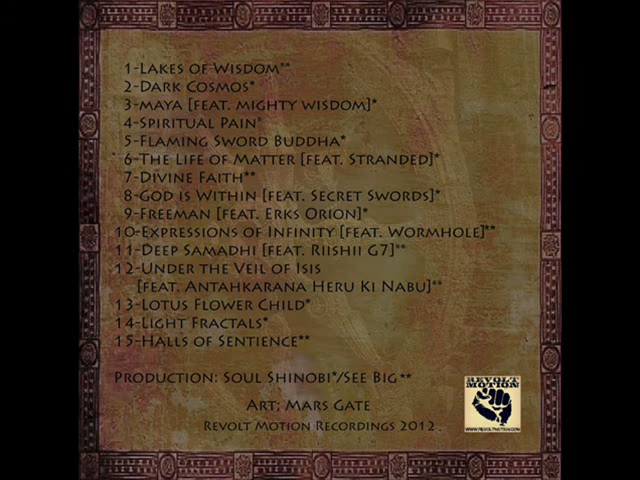 1-Lakes of Wisdom**
2-Dark Cosmos*
3-maya [feat. mighty wisdom]*
4-Spiritual Pain*
5-Flaming Sword Buddha*
6-The Life of Matter [feat. Stranded]*
7-Divine Faith**
8-God is Within [feat. Secret Swords]*
9-Freeman [feat. Erks Orion]*
10-Expressions of Infinity [feat. Wormhole]**
11-Deep Samadhi [feat. Riishii G7]**
12-Under the Veil of Isis
[feat. Antahkarana Heru Ki Nabu]**
13-Lotus Flower Child*
14-Light Fractals*
15-Halls of Sentience**
Production: Soul Shinobi*/See Big**
Art; Mars Gate
Revolt Motion Recordings 2012
REVOLT
MOTION
WWW.REVOLTMOTION.COM